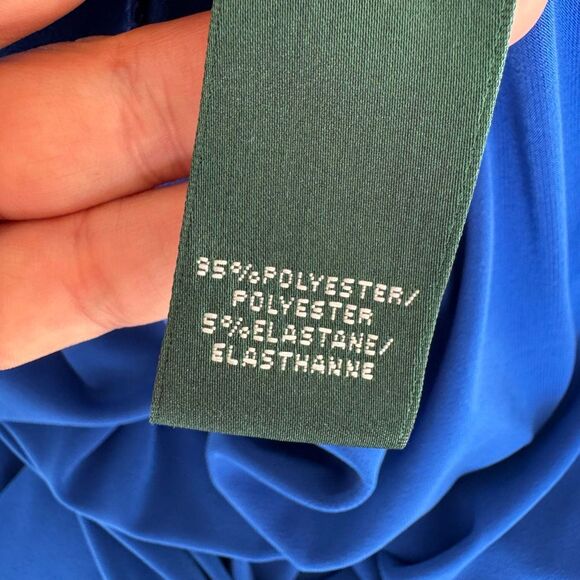 95%POLYESTER/
POLYESTER
5%ELASTANE/
ELASTHANNE